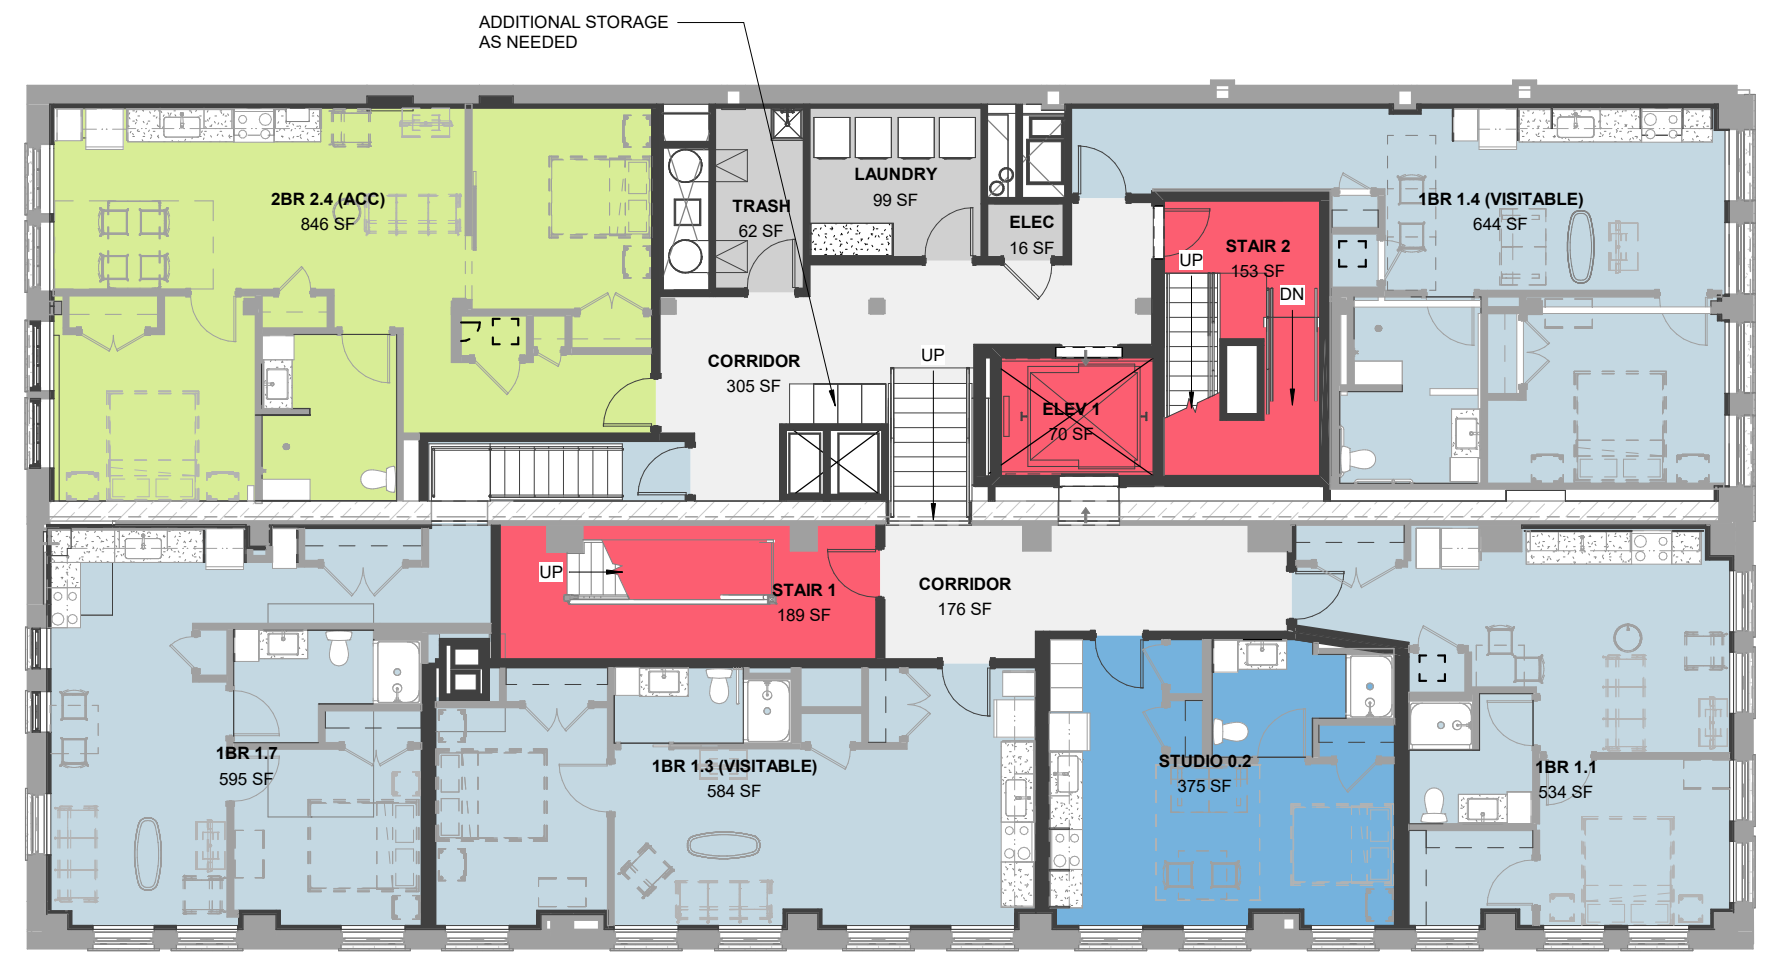 ADDITIONAL STORAGE
AS NEEDED
2BR 2.4 (ACC)
846 SF
TRASH
62 SF
LAUNDRY
99 SF
ELEC
16 SF
STAIR 2
153 SF
UP
DN
1BR 1.4 (VISITABLE)
644 SF
CORRIDOR
305 SF
UP
ELEV 1
70 SF
UP
STAIR 1
189 SF
CORRIDOR
176 SF
1BR 1.7
595 SF
1BR 1.3 (VISITABLE)
584 SF
STUDIO 0.2
375 SF
1BR 1.1
534 SF